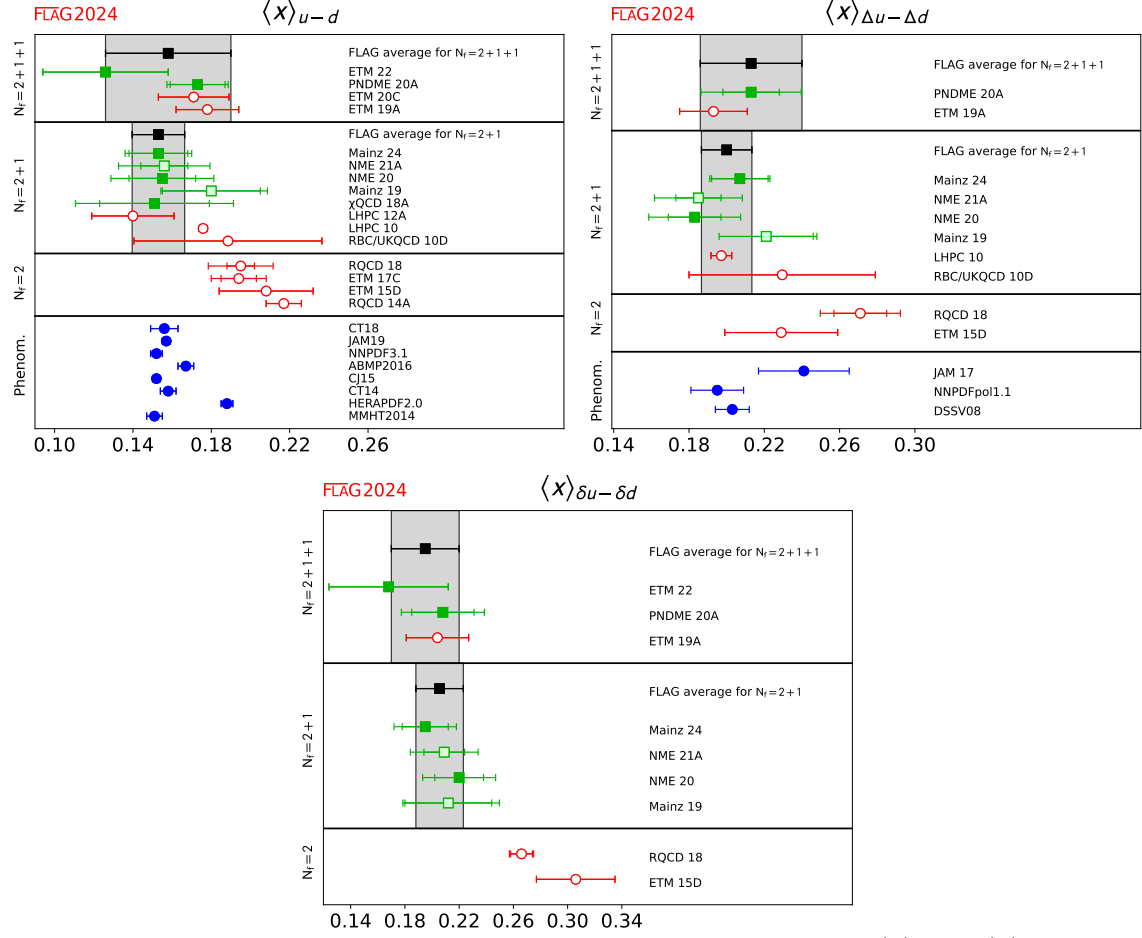 FLAG2024
⟨x⟩u−d
Nf=2+1+1
FLAG average for Nf=2+1+1
ETM 22
PNDME 20A
ETM 20C
ETM 19A
Nf=2+1
FLAG average for Nf=2+1
Mainz 24
NME 21A
NME 20
Mainz 19
χQCD 18A
LHPC 12A
LHPC 10
RBC/UKQCD 10D
Nf=2
RQCD 18
ETM 17C
ETM 15D
RQCD 14A
Phenom.
CT18
JAM19
NNPDF3.1
ABMP2016
CJ15
CT14
HERAPDF2.0
MMHT2014
0.10 0.14 0.18 0.22 0.26
FLAG2024
⟨x⟩Δu−Δd
Nf=2+1+1
FLAG average for Nf=2+1+1
PNDME 20A
ETM 19A
Nf=2+1
FLAG average for Nf=2+1
Mainz 24
NME 21A
NME 20
Mainz 19
LHPC 10
RBC/UKQCD 10D
Nf=2
RQCD 18
ETM 15D
Phenom.
JAM 17
NNPDFpol1.1
DSSV08
0.14 0.18 0.22 0.26 0.30
FLAG2024
⟨x⟩δu−δd
Nf=2+1+1
FLAG average for Nf=2+1+1
ETM 22
PNDME 20A
ETM 19A
Nf=2+1
FLAG average for Nf=2+1
Mainz 24
NME 21A
NME 20
Mainz 19
Nf=2
RQCD 18
ETM 15D
0.14 0.18 0.22 0.26 0.30 0.34